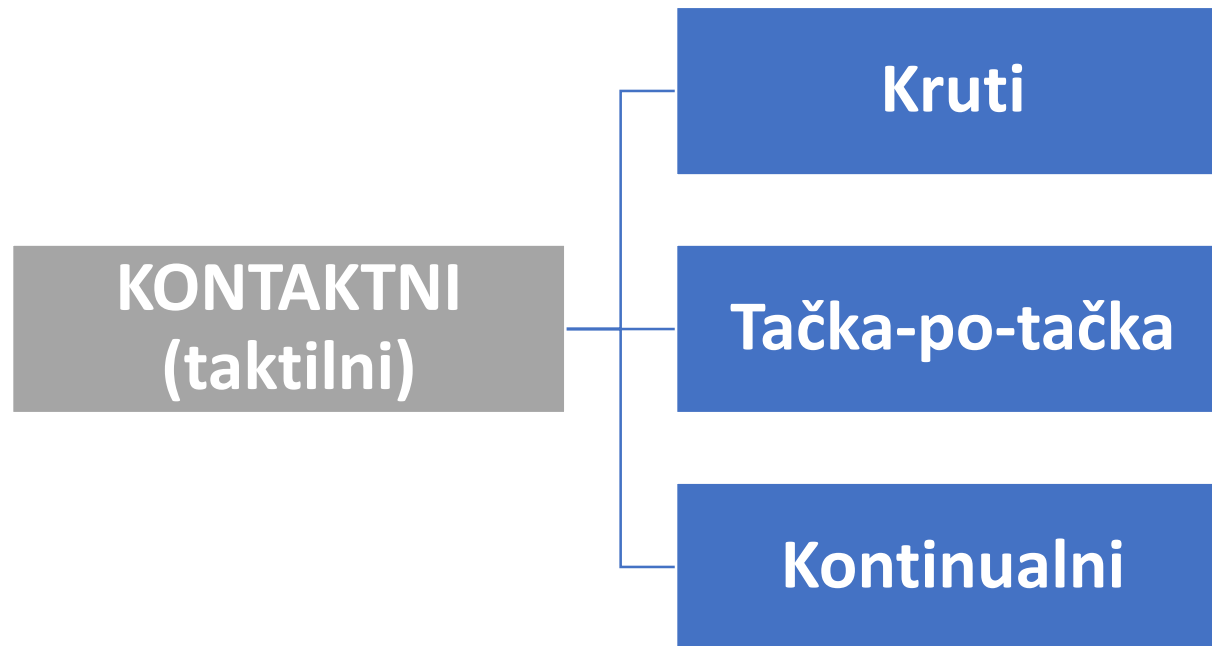 Kruti
KONTAKTNI
(taktilni)
Tačka-po-tačka
Kontinualni